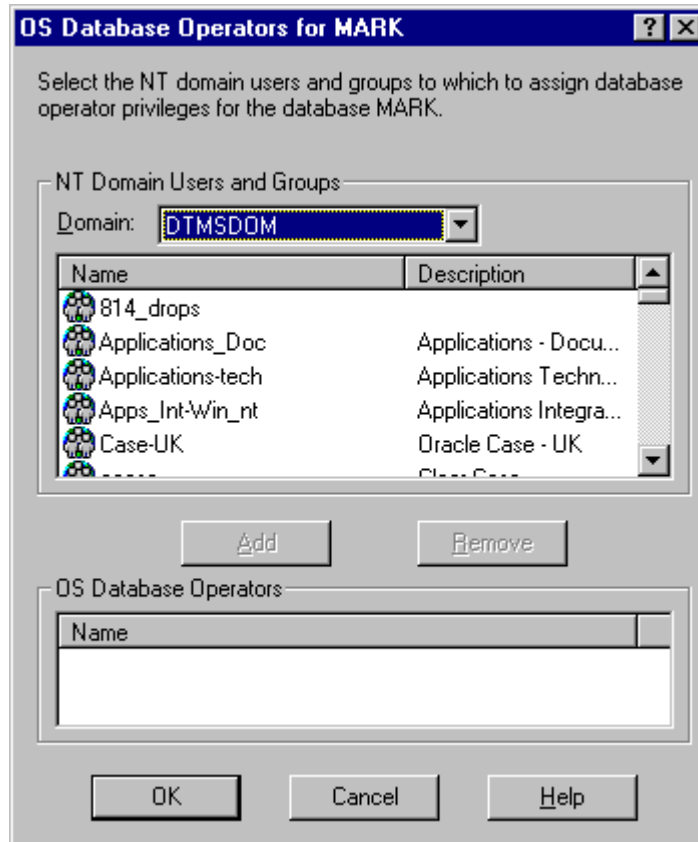 OS Database Operators for MARK
Select the NT domain users and groups to which to assign database
operator privileges for the database MARK.
NT Domain Users and Groups
Domain: DTMSDOM
Name Description
814_drops
Applications_Doc Applications - Docu...
Applications-tech Applications Techn...
Apps_Int-Win_nt Applications Integra...
Case-UK Oracle Case - UK
Add Remove
OS Database Operators
Name
OK Cancel Help